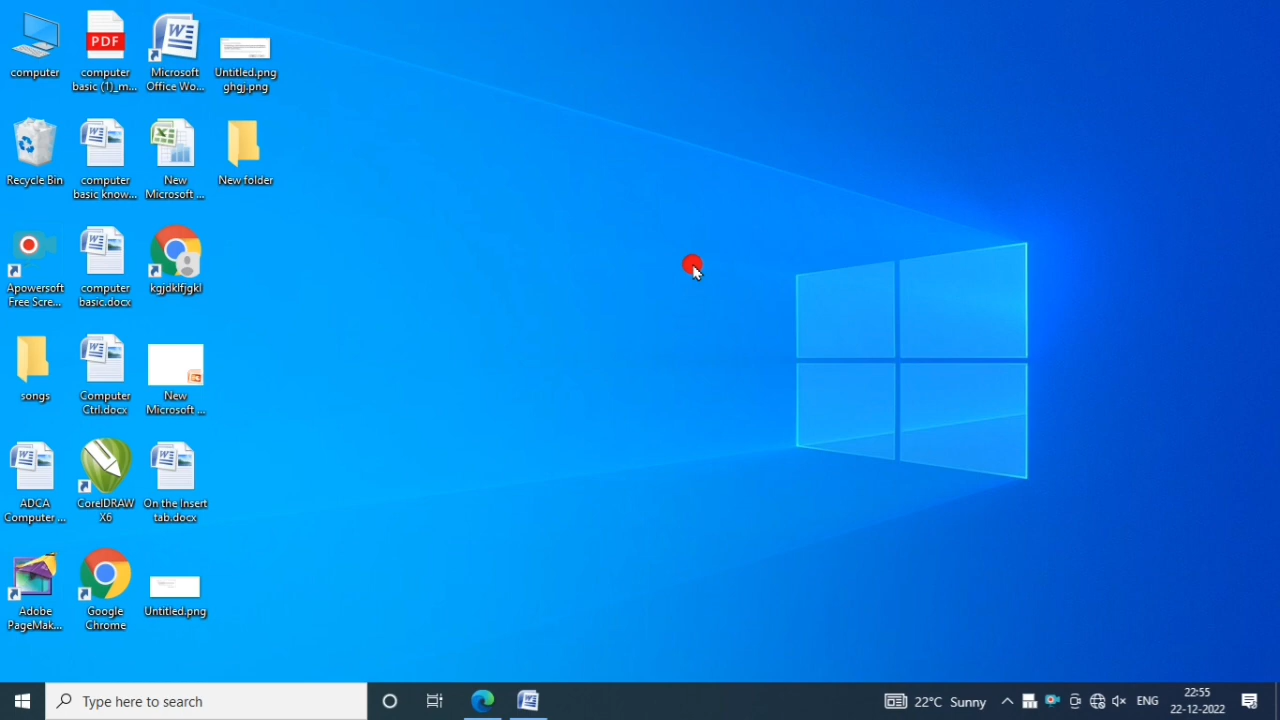 computer
computer
basic (1)_m...
Microsoft
Office Wo...
Untitled.png
ghgj.png
PDF
Recycle Bin
computer
basic know...
New
Microsoft ...
New folder
Apowersoft
Free Scre...
computer
basic.docx
kgjdklfjgkl
songs
Computer
Ctrl.docx
New
Microsoft ...
ADCA
Computer ...
CorelDRAW
X6
On the Insert
tab.docx
Adobe
PageMak...
Google
Chrome
Untitled.png
Type here to search
22°C Sunny
ENG
22:55
22-12-2022